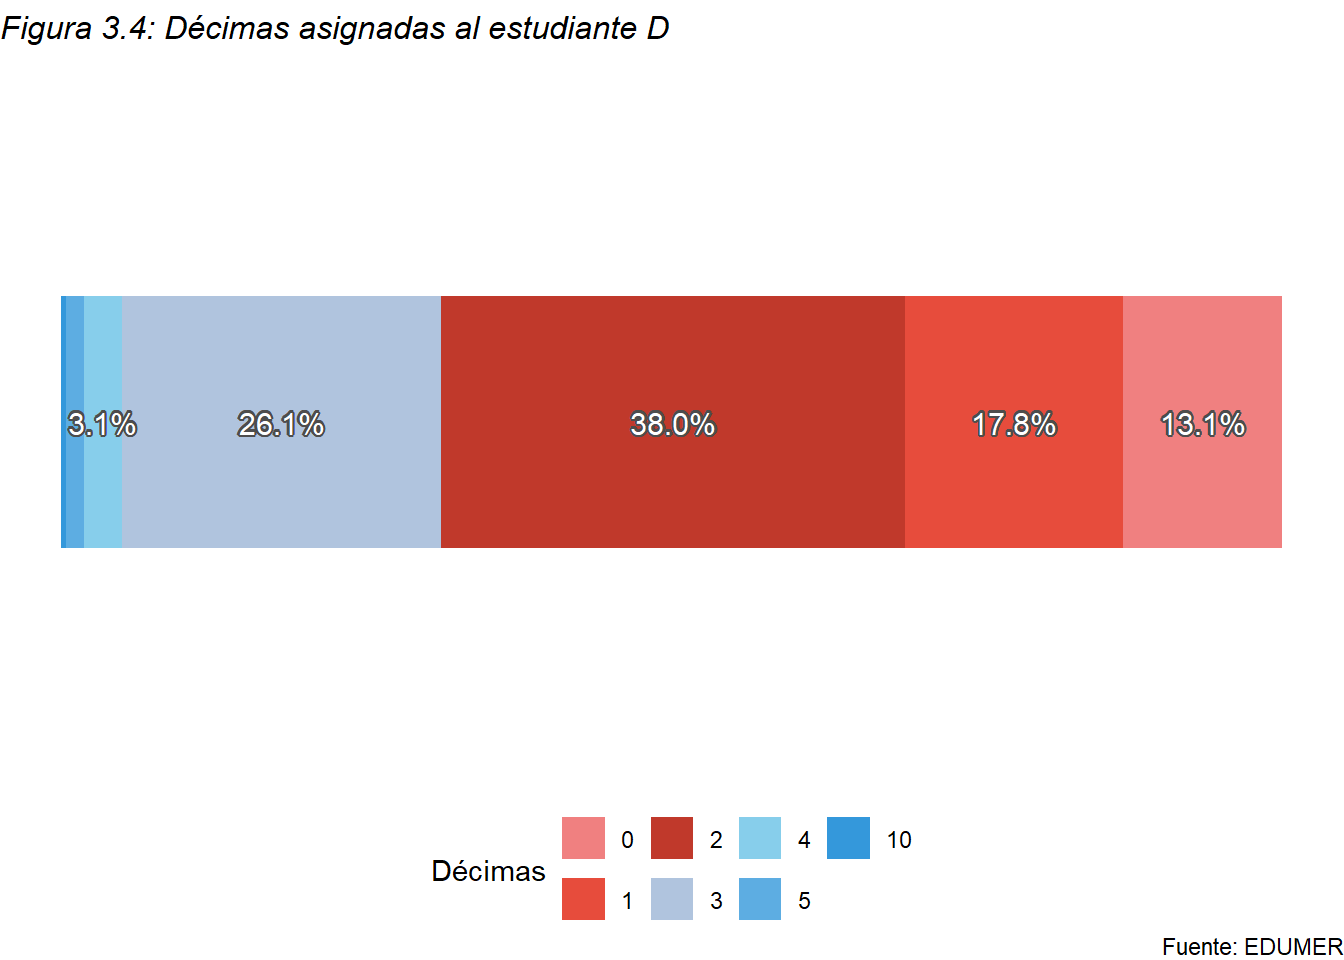 Figura 3.4: Décimas asignadas al estudiante D
3.1% 26.1% 38.0% 17.8% 13.1%
Décimas
0 2 4 10
1 3 5
Fuente: EDUMER